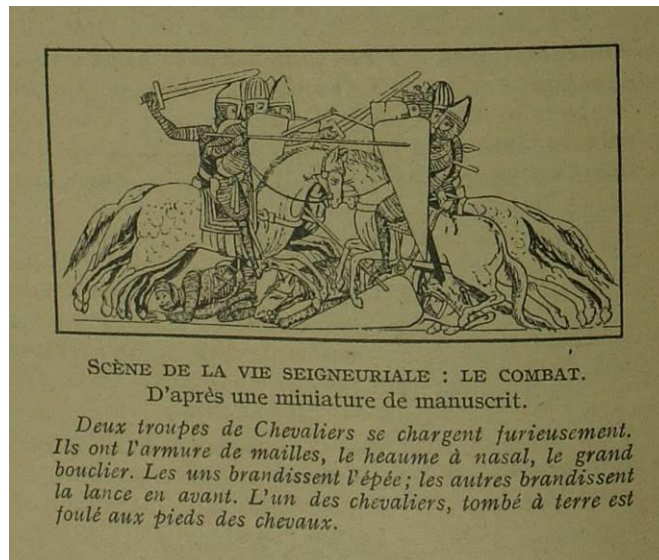 SCÈNE DE LA VIE SEIGNEURIALE : LE COMBAT.
D'après une miniature de manuscrit.
Deux troupes de Chevaliers se chargent furieusement.
Ils ont l'armure de mailles, le heaume à nasal, le grand
bouclier. Les uns brandissent l'épée; les autres brandissent
la lance en avant. L'un des chevaliers, tombé à terre est
foulé aux pieds des chevaux.